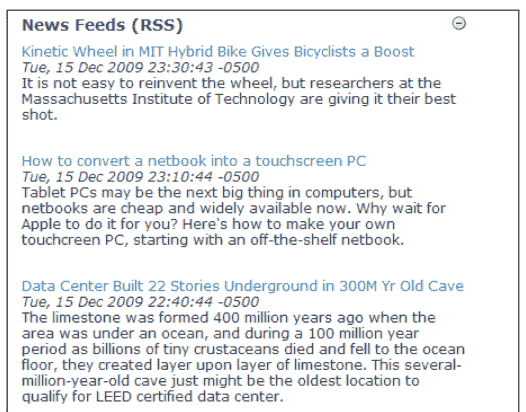 News Feeds (RSS)
Kinetic Wheel in MIT Hybrid Bike Gives Bicyclists a Boost
Tue, 15 Dec 2009 23:30:43 -0500
It is not easy to reinvent the wheel, but researchers at the
Massachusetts Institute of Technology are giving it their best
shot.
How to convert a netbook into a touchscreen PC
Tue, 15 Dec 2009 23:10:44 -0500
Tablet PCs may be the next big thing in computers, but
netbooks are cheap and widely available now. Why wait for
Apple to do it for you? Here's how to make your own
touchcreen PC, starting with an off-the-shelf netbook.
Data Center Built 22 Stories Underground in 300M Yr Old Cave
Tue, 15 Dec 2009 22:40:44 -0500
The limestone was formed 400 million years ago when the
area was under an ocean, and during a 100 million year
period as billions of tiny crustaceans died and fell to the ocean
floor, they created layer upon layer of limestone. This several-
million-year-old cave just might be the oldest location to
qualify for LEED certified data center.